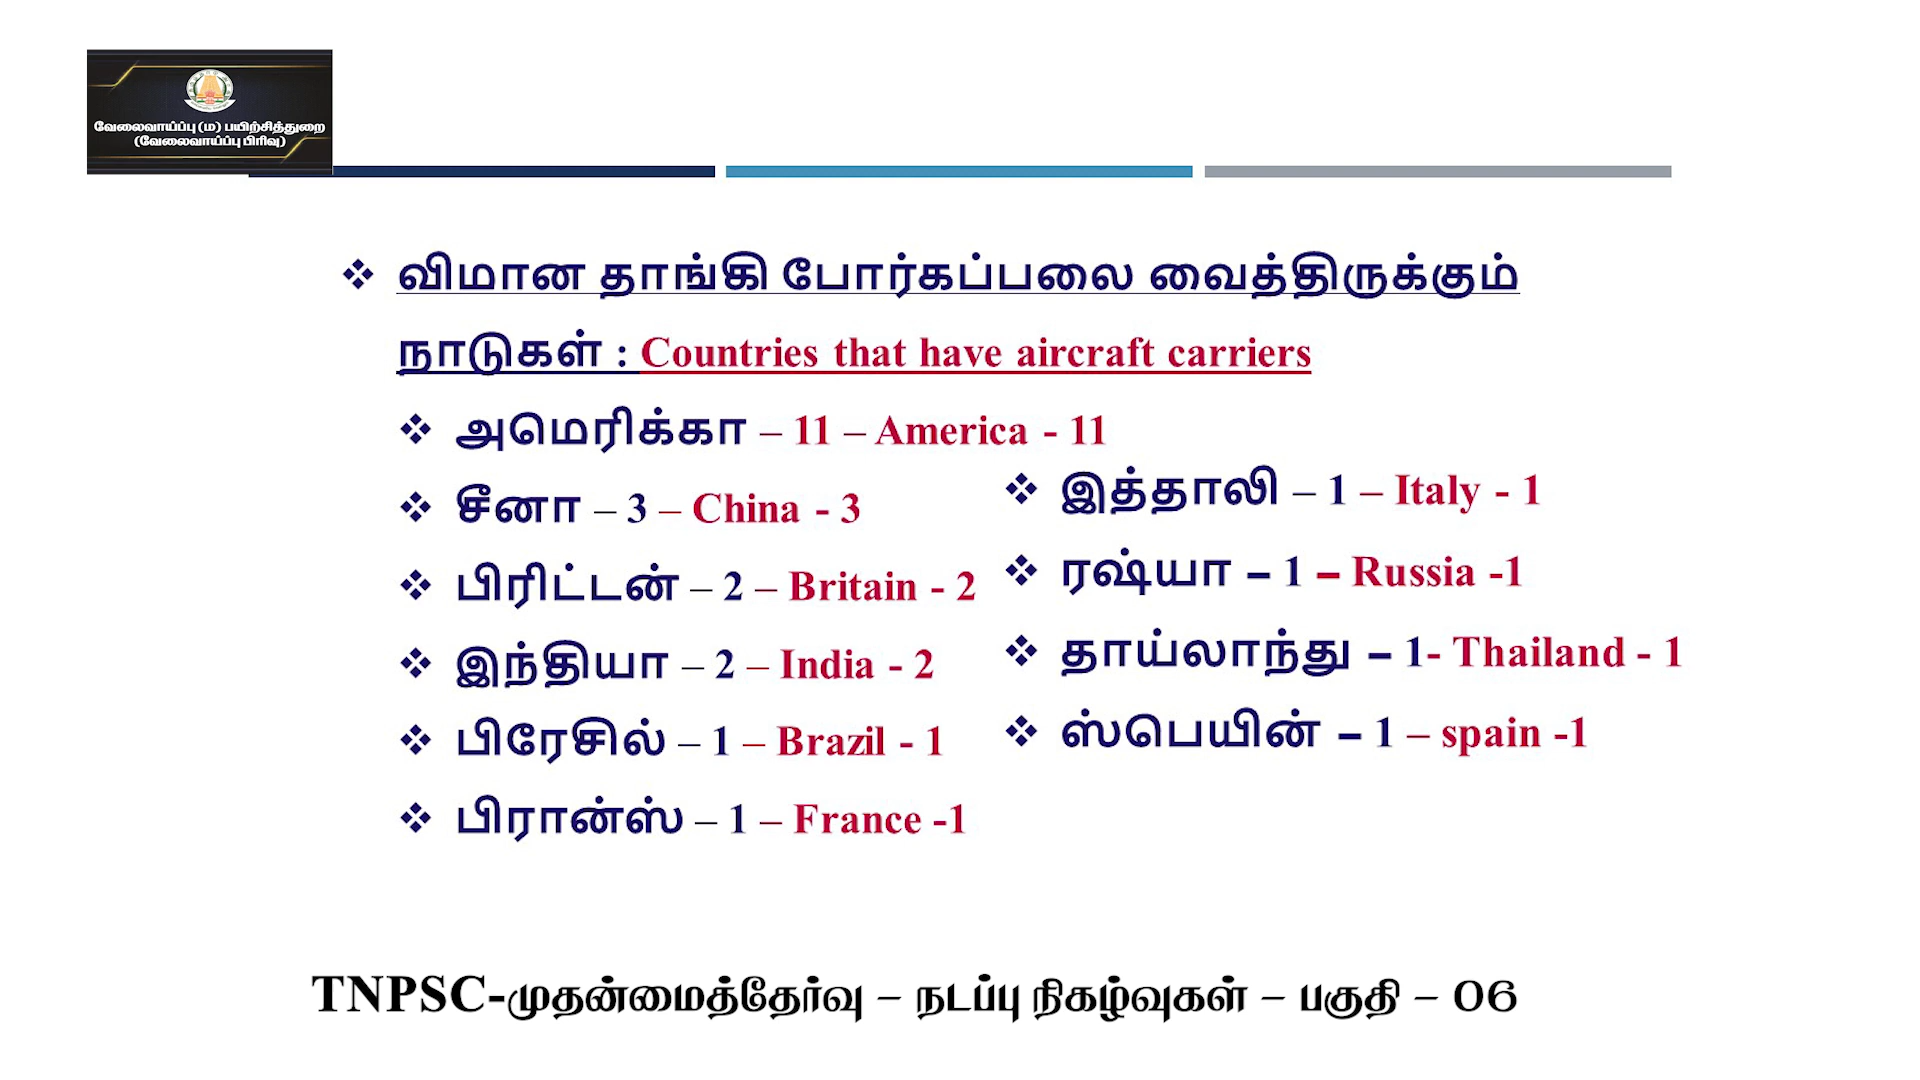 வேலைவாய்ப்பு (ம) பயிற்சித்துறை
(வேலைவாய்ப்பு பிரிவு)
❖ விமான தாங்கி போர்கப்பலை வைத்திருக்கும்
நாடுகள் : Countries that have aircraft carriers
❖ அமெரிக்கா – 11 – America - 11
❖ சீனா – 3 – China - 3
❖ பிரிட்டன் – 2 – Britain - 2
❖ இந்தியா – 2 – India - 2
❖ பிரேசில் – 1 – Brazil - 1
❖ பிரான்ஸ் – 1 – France -1
❖ இத்தாலி – 1 – Italy - 1
❖ ரஷ்யா – 1 – Russia -1
❖ தாய்லாந்து – 1- Thailand - 1
❖ ஸ்பெயின் – 1 – spain -1
TNPSC-முதன்மைத்தேர்வு – நடப்பு நிகழ்வுகள் – பகுதி – 06